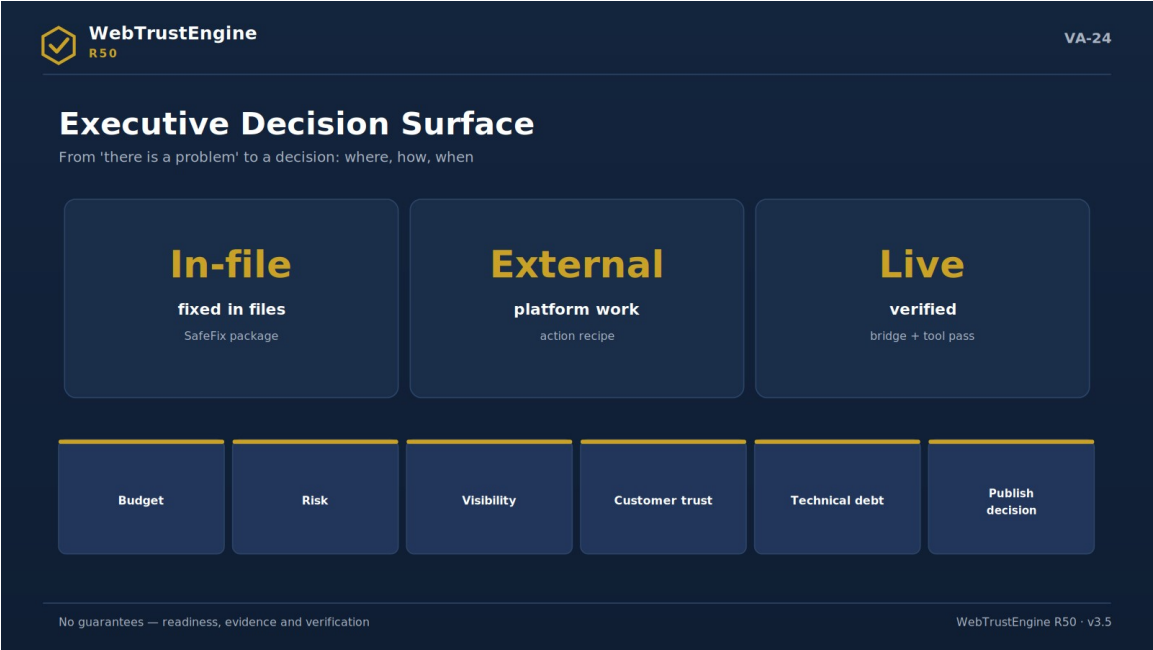 WebTrustEngine
R50
VA-24
Executive Decision Surface
From 'there is a problem' to a decision: where, how, when
In-file
fixed in files
SafeFix package
External
platform work
action recipe
Live
verified
bridge + tool pass
Budget
Risk
Visibility
Customer trust
Technical debt
Publish
decision
No guarantees — readiness, evidence and verification
WebTrustEngine R50 · v3.5